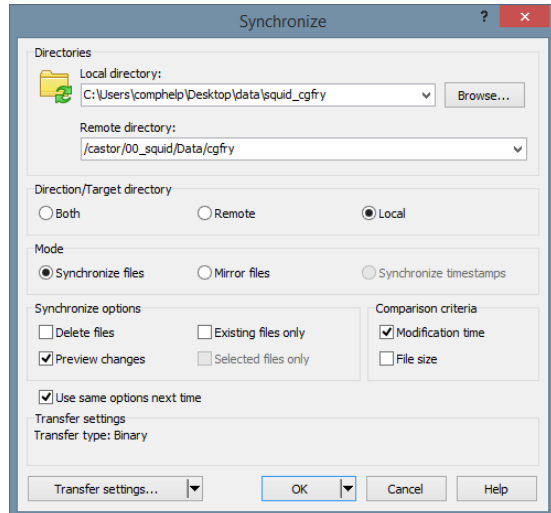 Synchronize
?
Directories
Local directory:
C:\Users\comphelp\Desktop\data\squid_cgfry
Browse...
Remote directory:
/castor/00_squid/Data/cgfry
Direction/Target directory
Both Remote Local
Mode
Synchronize files Mirror files Synchronize timestamps
Synchronize options Comparison criteria
Delete files Existing files only Modification time
Preview changes Selected files only File size
Use same options next time
Transfer settings
Transfer type: Binary
Transfer settings... OK Cancel Help